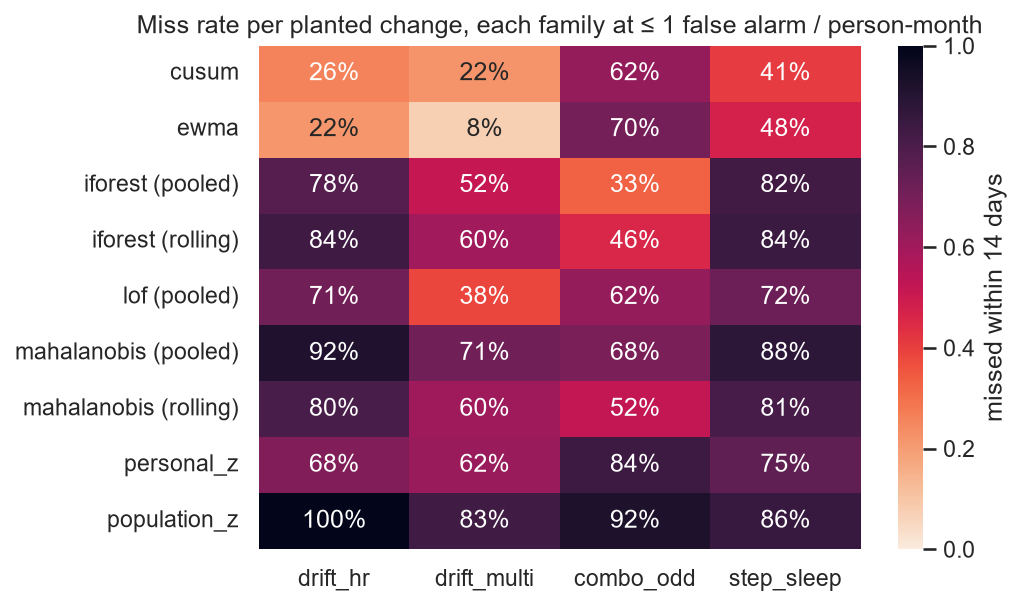 Miss rate per planted change, each family at ≤ 1 false alarm / person-month
cusum 26% 22% 62% 41%
ewma 22% 8% 70% 48%
iforest (pooled) 78% 52% 33% 82%
iforest (rolling) 84% 60% 46% 84%
lof (pooled) 71% 38% 62% 72%
mahalanobis (pooled) 92% 71% 68% 88%
mahalanobis (rolling) 80% 60% 52% 81%
personal_z 68% 62% 84% 75%
population_z 100% 83% 92% 86%
drift_hr drift_multi combo_odd step_sleep
1.0
0.8
0.6
0.4
0.2
0.0
missed within 14 days